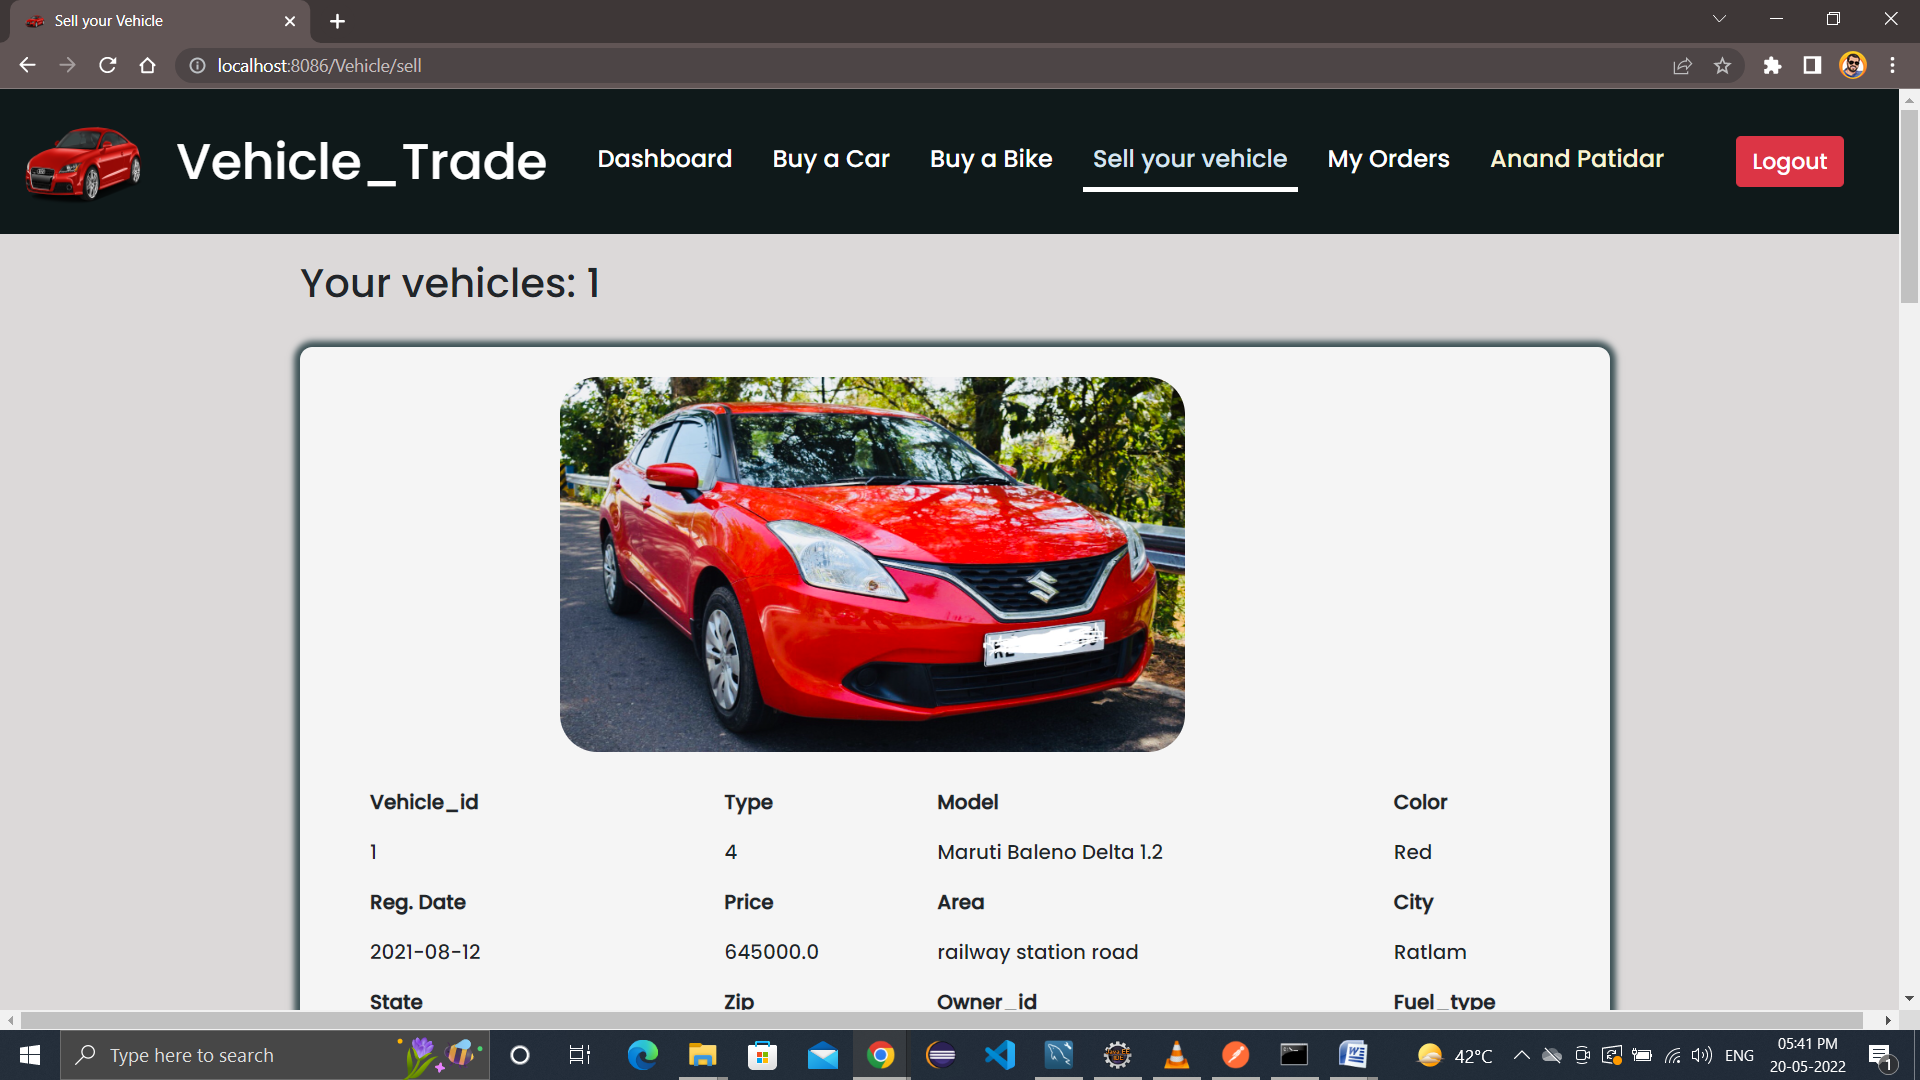 Sell your Vehicle
localhost:8086/Vehicle/sell
Vehicle_Trade Dashboard Buy a Car Buy a Bike Sell your vehicle My Orders Anand Patidar Logout
Your vehicles: 1
Vehicle_id Type Model Color
1 4 Maruti Baleno Delta 1.2 Red
Reg. Date Price Area City
2021-08-12 645000.0 railway station road Ratlam
State Zip Owner_id Fuel_type
Type here to search
42°C ENG
05:41 PM
20-05-2022
1